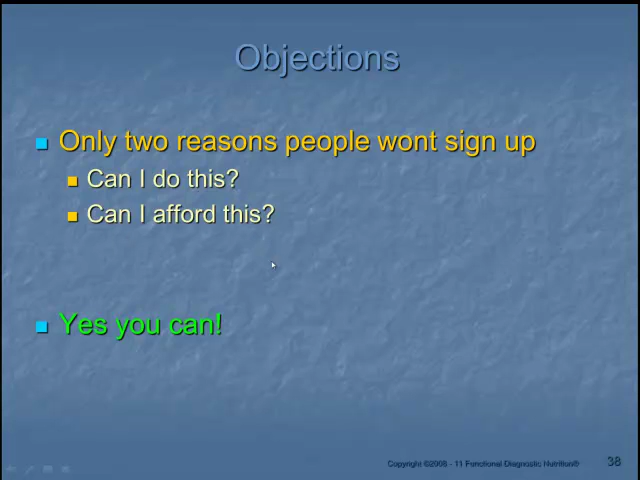 Objections
Only two reasons people wont sign up
Can I do this?
Can I afford this?
Yes you can!
Copyright ©2008 - 11 Functional Diagnostic Nutrition®
38